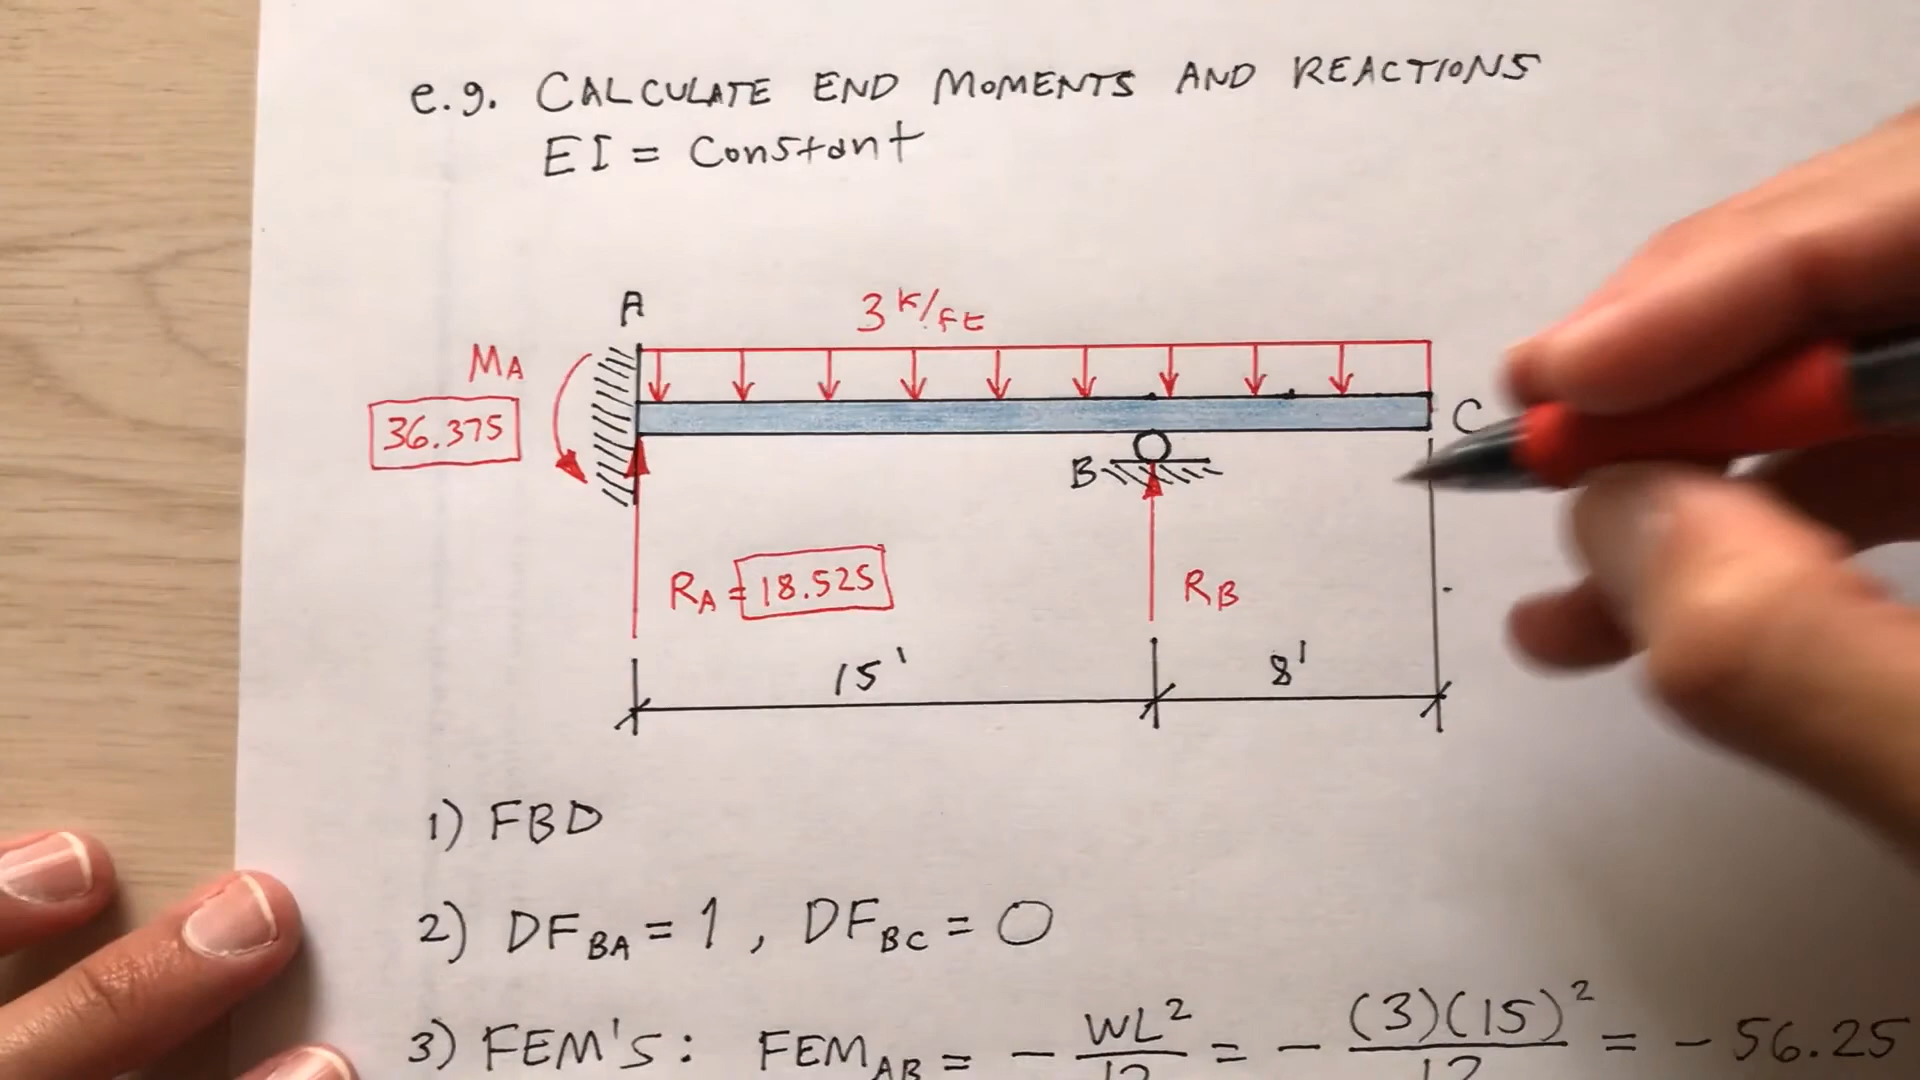 e.g. CALCULATE END MOMENTS AND REACTIONS
EI = Constant
A
3 K/ft
MA
36.375
C
B
RA = 18.525
RB
15'
8'
1) FBD
2) DFBA = 1 , DFBC = 0
3) FEM'S : FEMAB = - WL²/12 = - (3)(15)²/12 = - 56.25